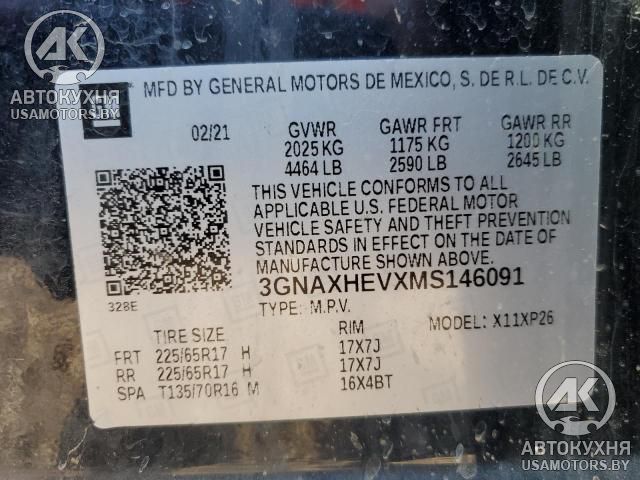 AK
АВТОКУХНЯ
USAMOTORS.BY
GM
MFD BY GENERAL MOTORS DE MEXICO, S. DE R.L. DE C.V.
02/21 GVWR GAWR FRT GAWR RR
2025 KG 1175 KG 1200 KG
4464 LB 2590 LB 2645 LB
THIS VEHICLE CONFORMS TO ALL
APPLICABLE U.S. FEDERAL MOTOR
VEHICLE SAFETY AND THEFT PREVENTION
STANDARDS IN EFFECT ON THE DATE OF
MANUFACTURE SHOWN ABOVE.
328E
3GNAXHEVXMS146091
TYPE: M.P.V. MODEL: X11XP26
TIRE SIZE RIM
FRT 225/65R17 H 17X7J
RR 225/65R17 H 17X7J
SPA T135/70R16 M 16X4BT
AK
АВТОКУХНЯ
USAMOTORS.BY